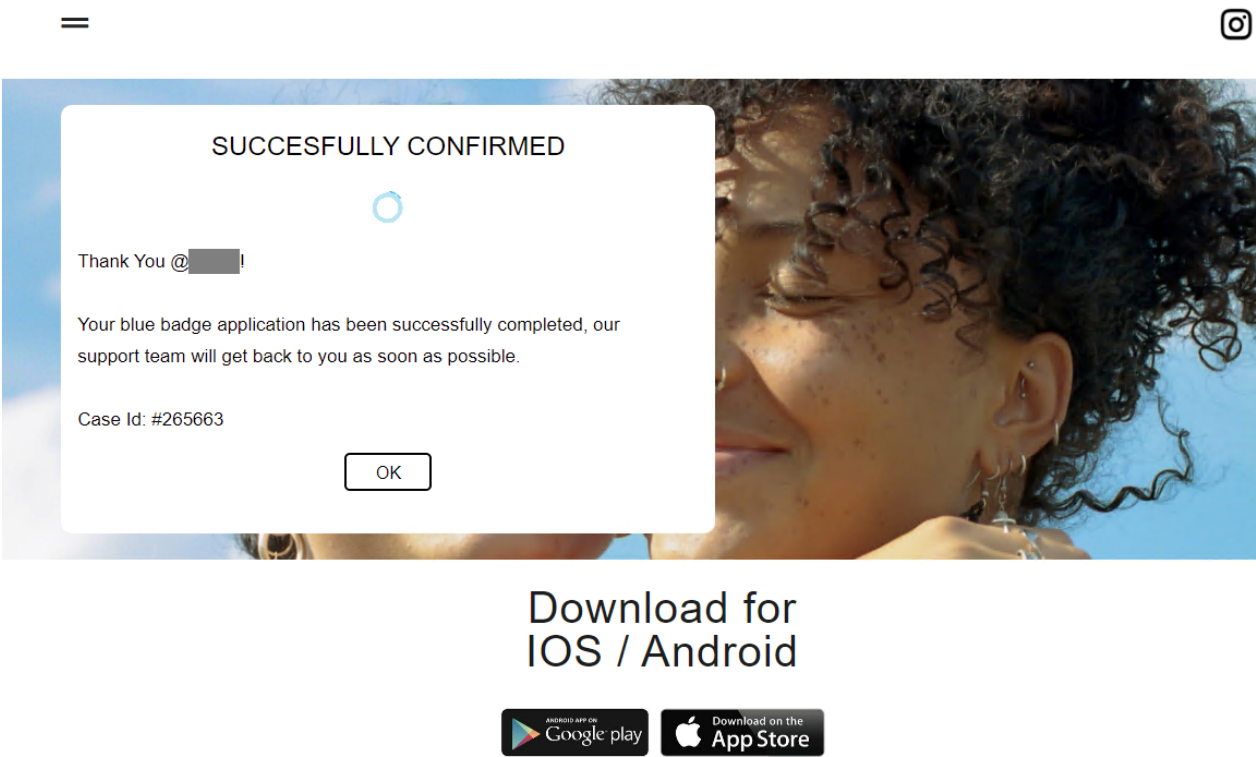 SUCCESFULLY CONFIRMED
Thank You @ !
Your blue badge application has been successfully completed, our
support team will get back to you as soon as possible.
Case Id: #265663
OK
Download for
IOS / Android
ANDROID APP ON
Google play
Download on the
App Store